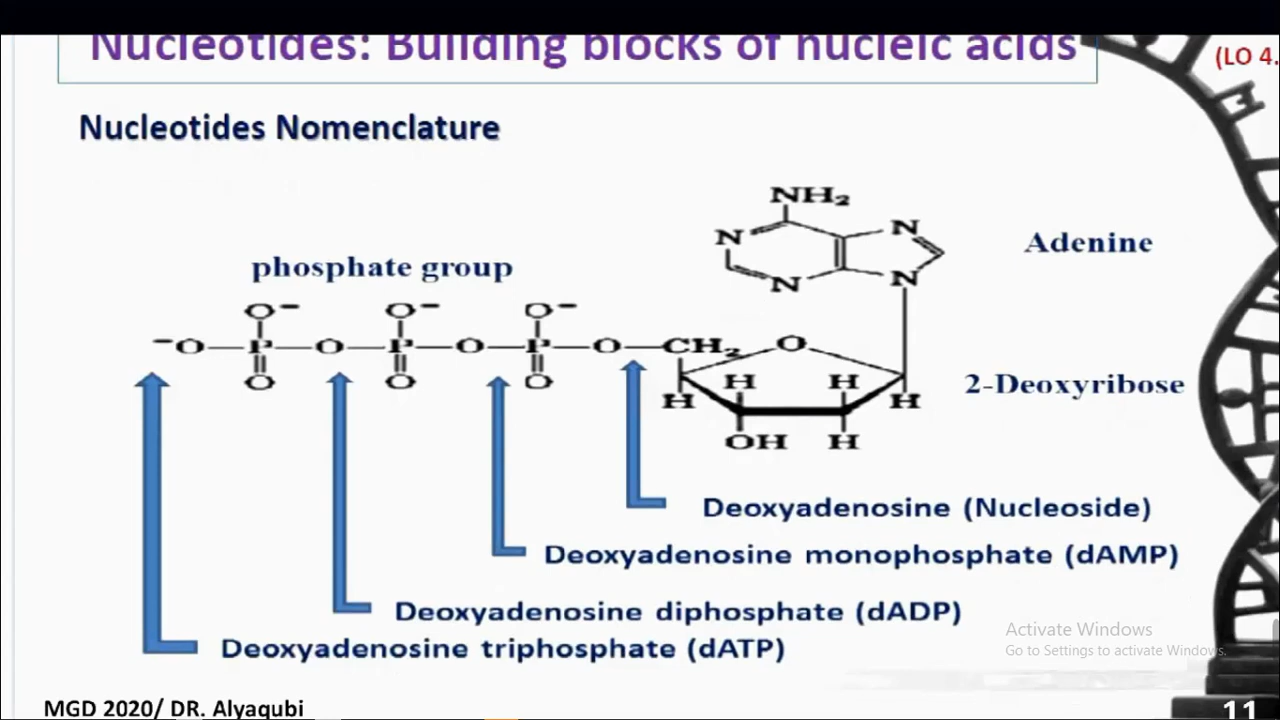 Nucleotides: Building blocks of nucleic acids
(LO 4.
Nucleotides Nomenclature
NH₂
N
N
N
N
Adenine
phosphate group
O⁻ O⁻ O⁻
⁻O—P—O—P—O—P—O—CH₂ O
O O O
H H
H H
OH H
2-Deoxyribose
Deoxyadenosine (Nucleoside)
Deoxyadenosine monophosphate (dAMP)
Deoxyadenosine diphosphate (dADP)
Deoxyadenosine triphosphate (dATP)
Activate Windows
Go to Settings to activate Windows.
MGD 2020/ DR. Alyaqubi
11